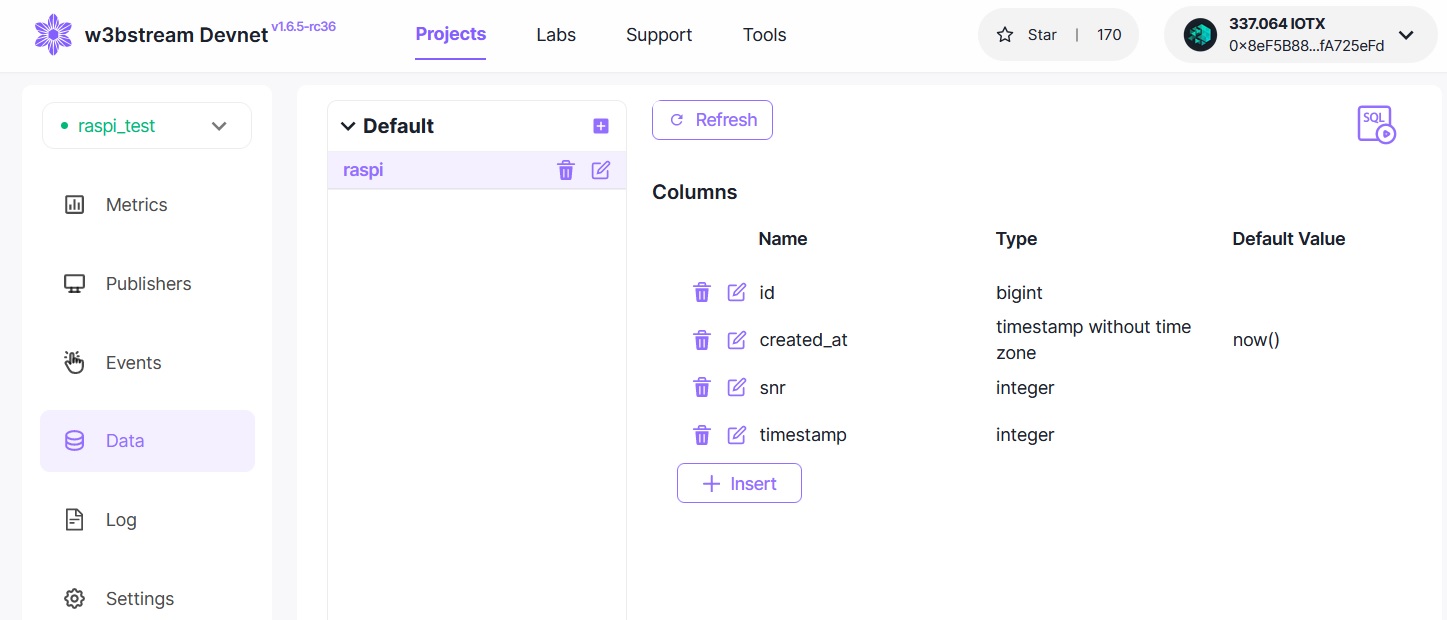 w3bstream Devnet v1.6.5-rc36
Projects
Labs
Support
Tools
Star | 170
337.064 IOTX
0x8eF5B88...fA725eFd
raspi_test
Metrics
Publishers
Events
Data
Log
Settings
Default
raspi
Refresh
SQL
Columns
Name Type Default Value
id bigint
created_at timestamp without time
zone now()
snr integer
timestamp integer
Insert